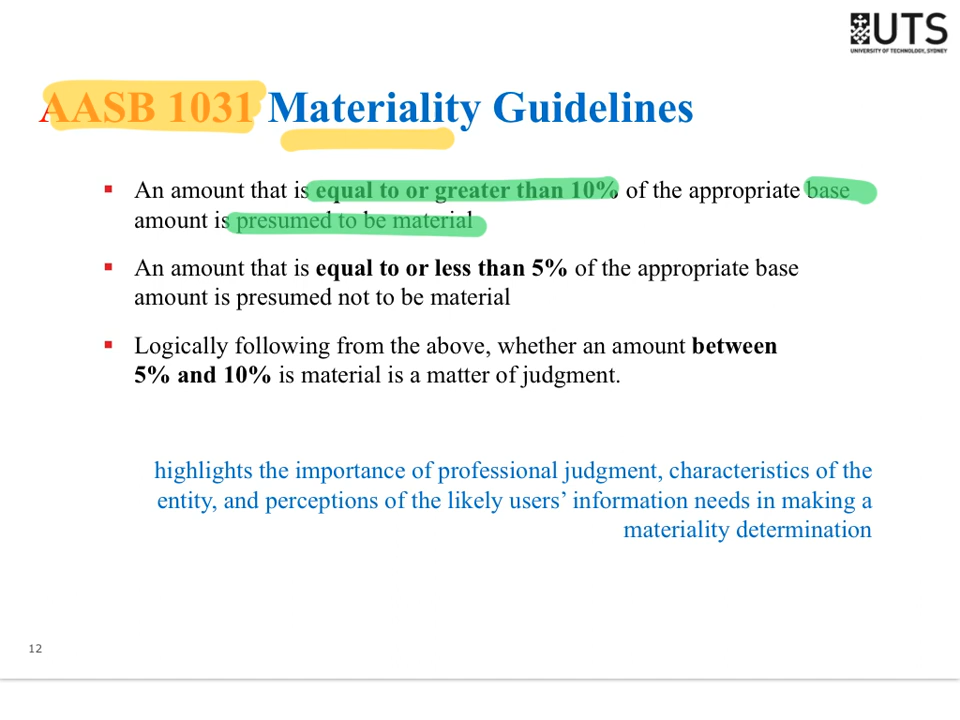 UTS
UNIVERSITY OF TECHNOLOGY, SYDNEY
AASB 1031 Materiality Guidelines
▪ An amount that is equal to or greater than 10% of the appropriate base
amount is presumed to be material
▪ An amount that is equal to or less than 5% of the appropriate base
amount is presumed not to be material
▪ Logically following from the above, whether an amount between
5% and 10% is material is a matter of judgment.
highlights the importance of professional judgment, characteristics of the
entity, and perceptions of the likely users’ information needs in making a
materiality determination
12